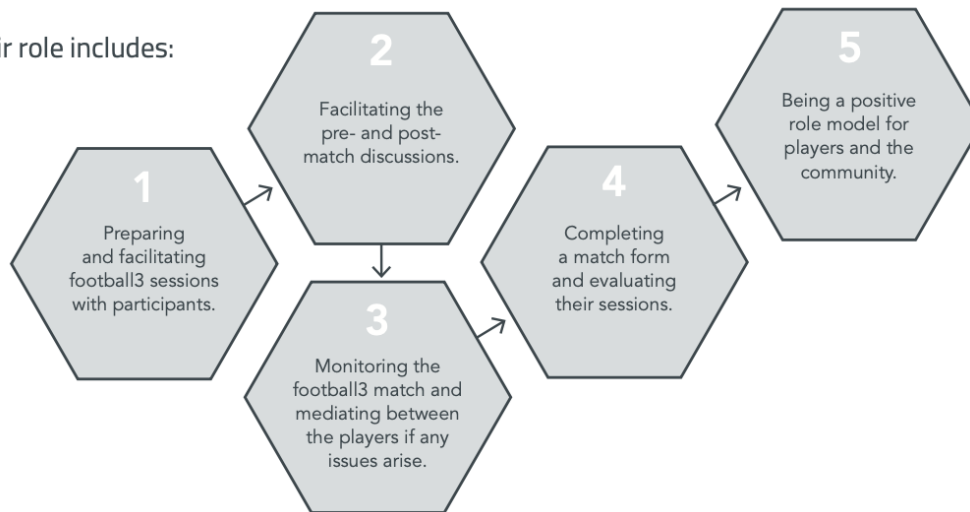 role includes:
1
Preparing
and facilitating
football3 sessions
with participants.
2
Facilitating the
pre- and post-
match discussions.
3
Monitoring the
football3 match and
mediating between
the players if any
issues arise.
4
Completing
a match form
and evaluating
their sessions.
5
Being a positive
role model for
players and the
community.